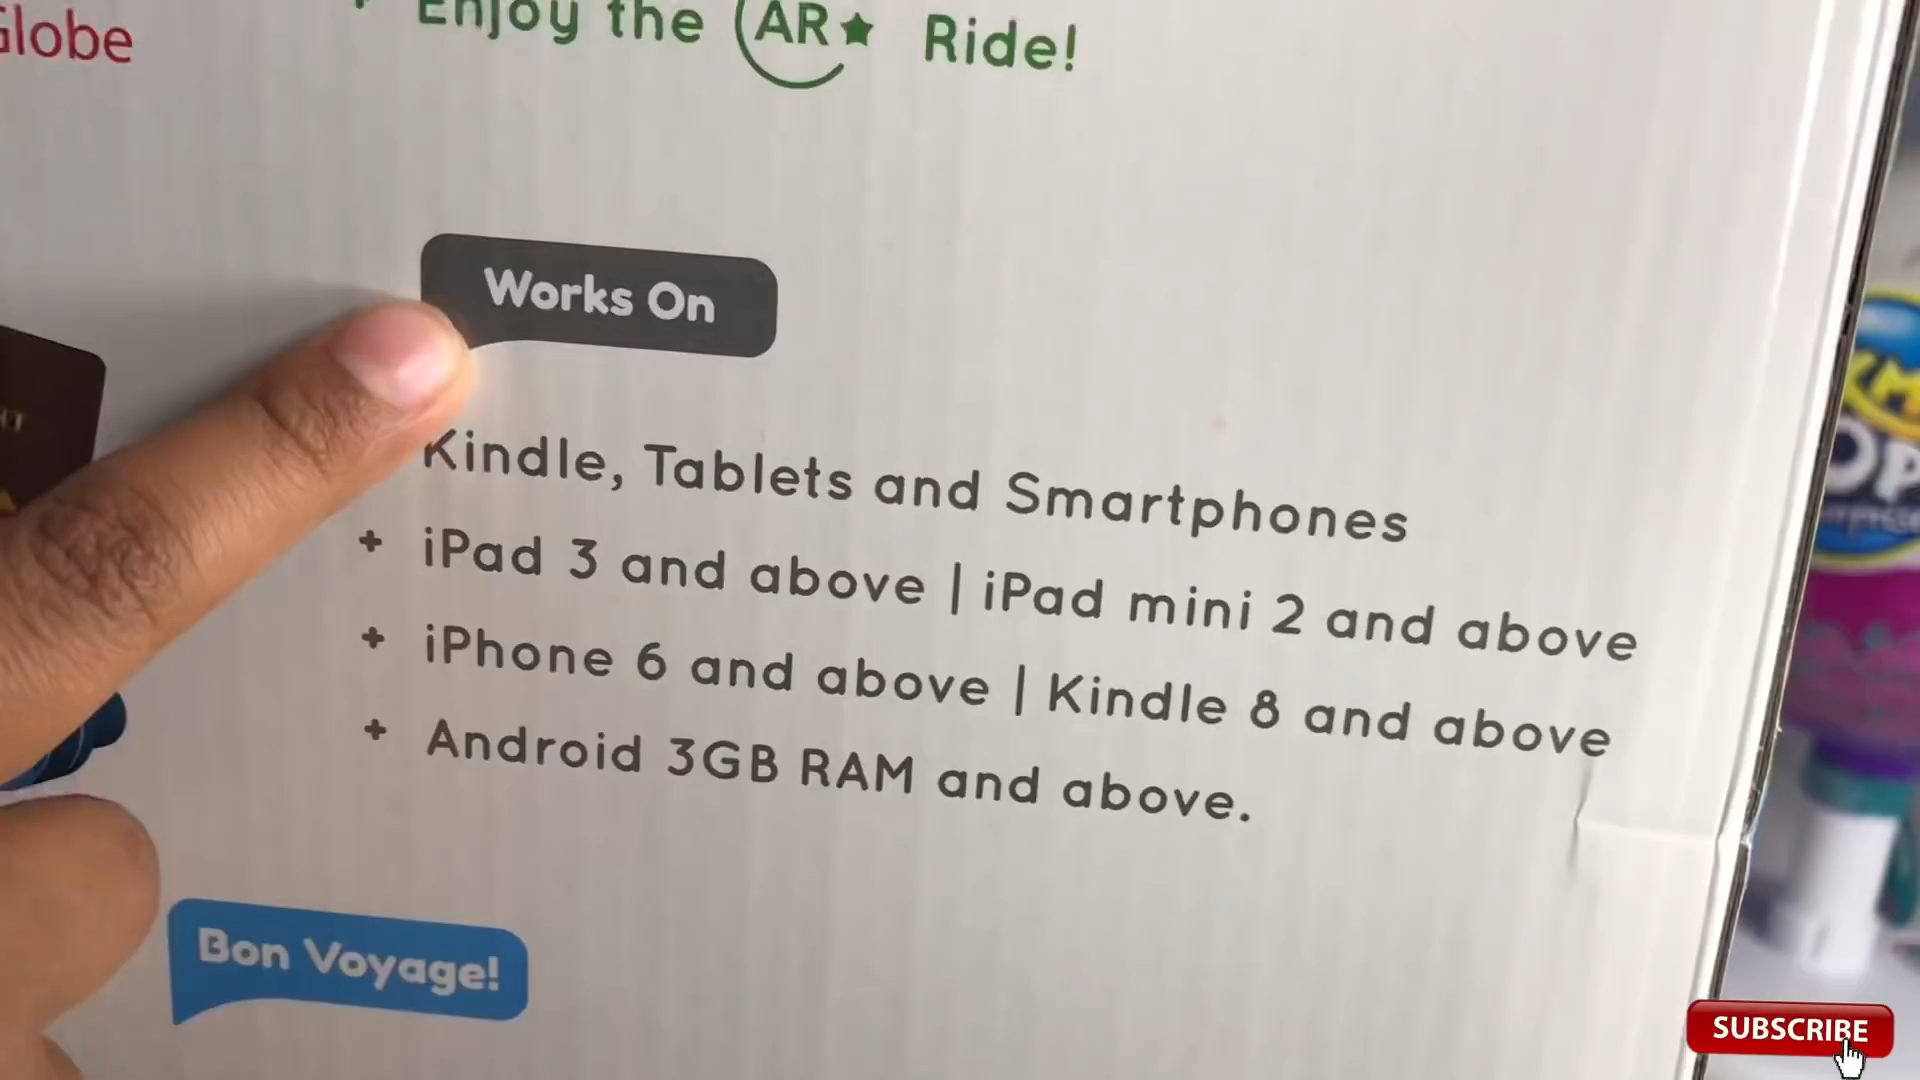 Globe
Enjoy the AR Ride!
Works On
Kindle, Tablets and Smartphones
+ iPad 3 and above | iPad mini 2 and above
+ iPhone 6 and above | Kindle 8 and above
+ Android 3GB RAM and above.
Bon Voyage!
SUBSCRIBE